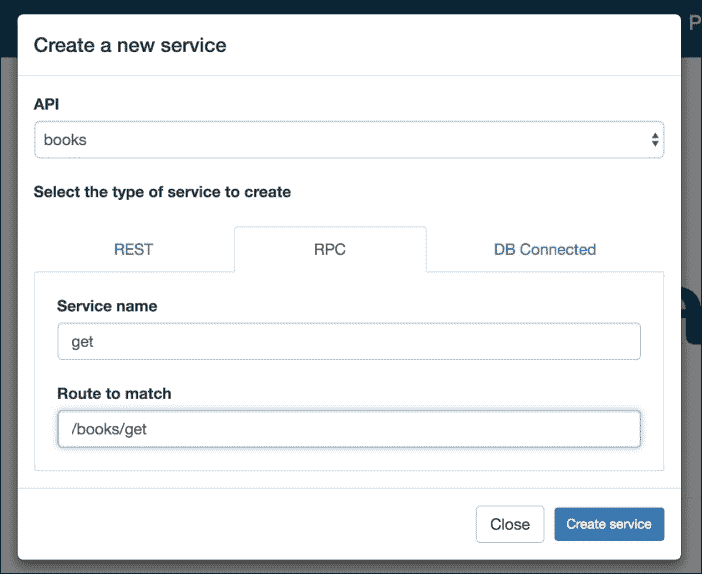 P
Create a new service
API
books
Select the type of service to create
REST
RPC
DB Connected
Service name
get
Route to match
/books/get
Close
Create service